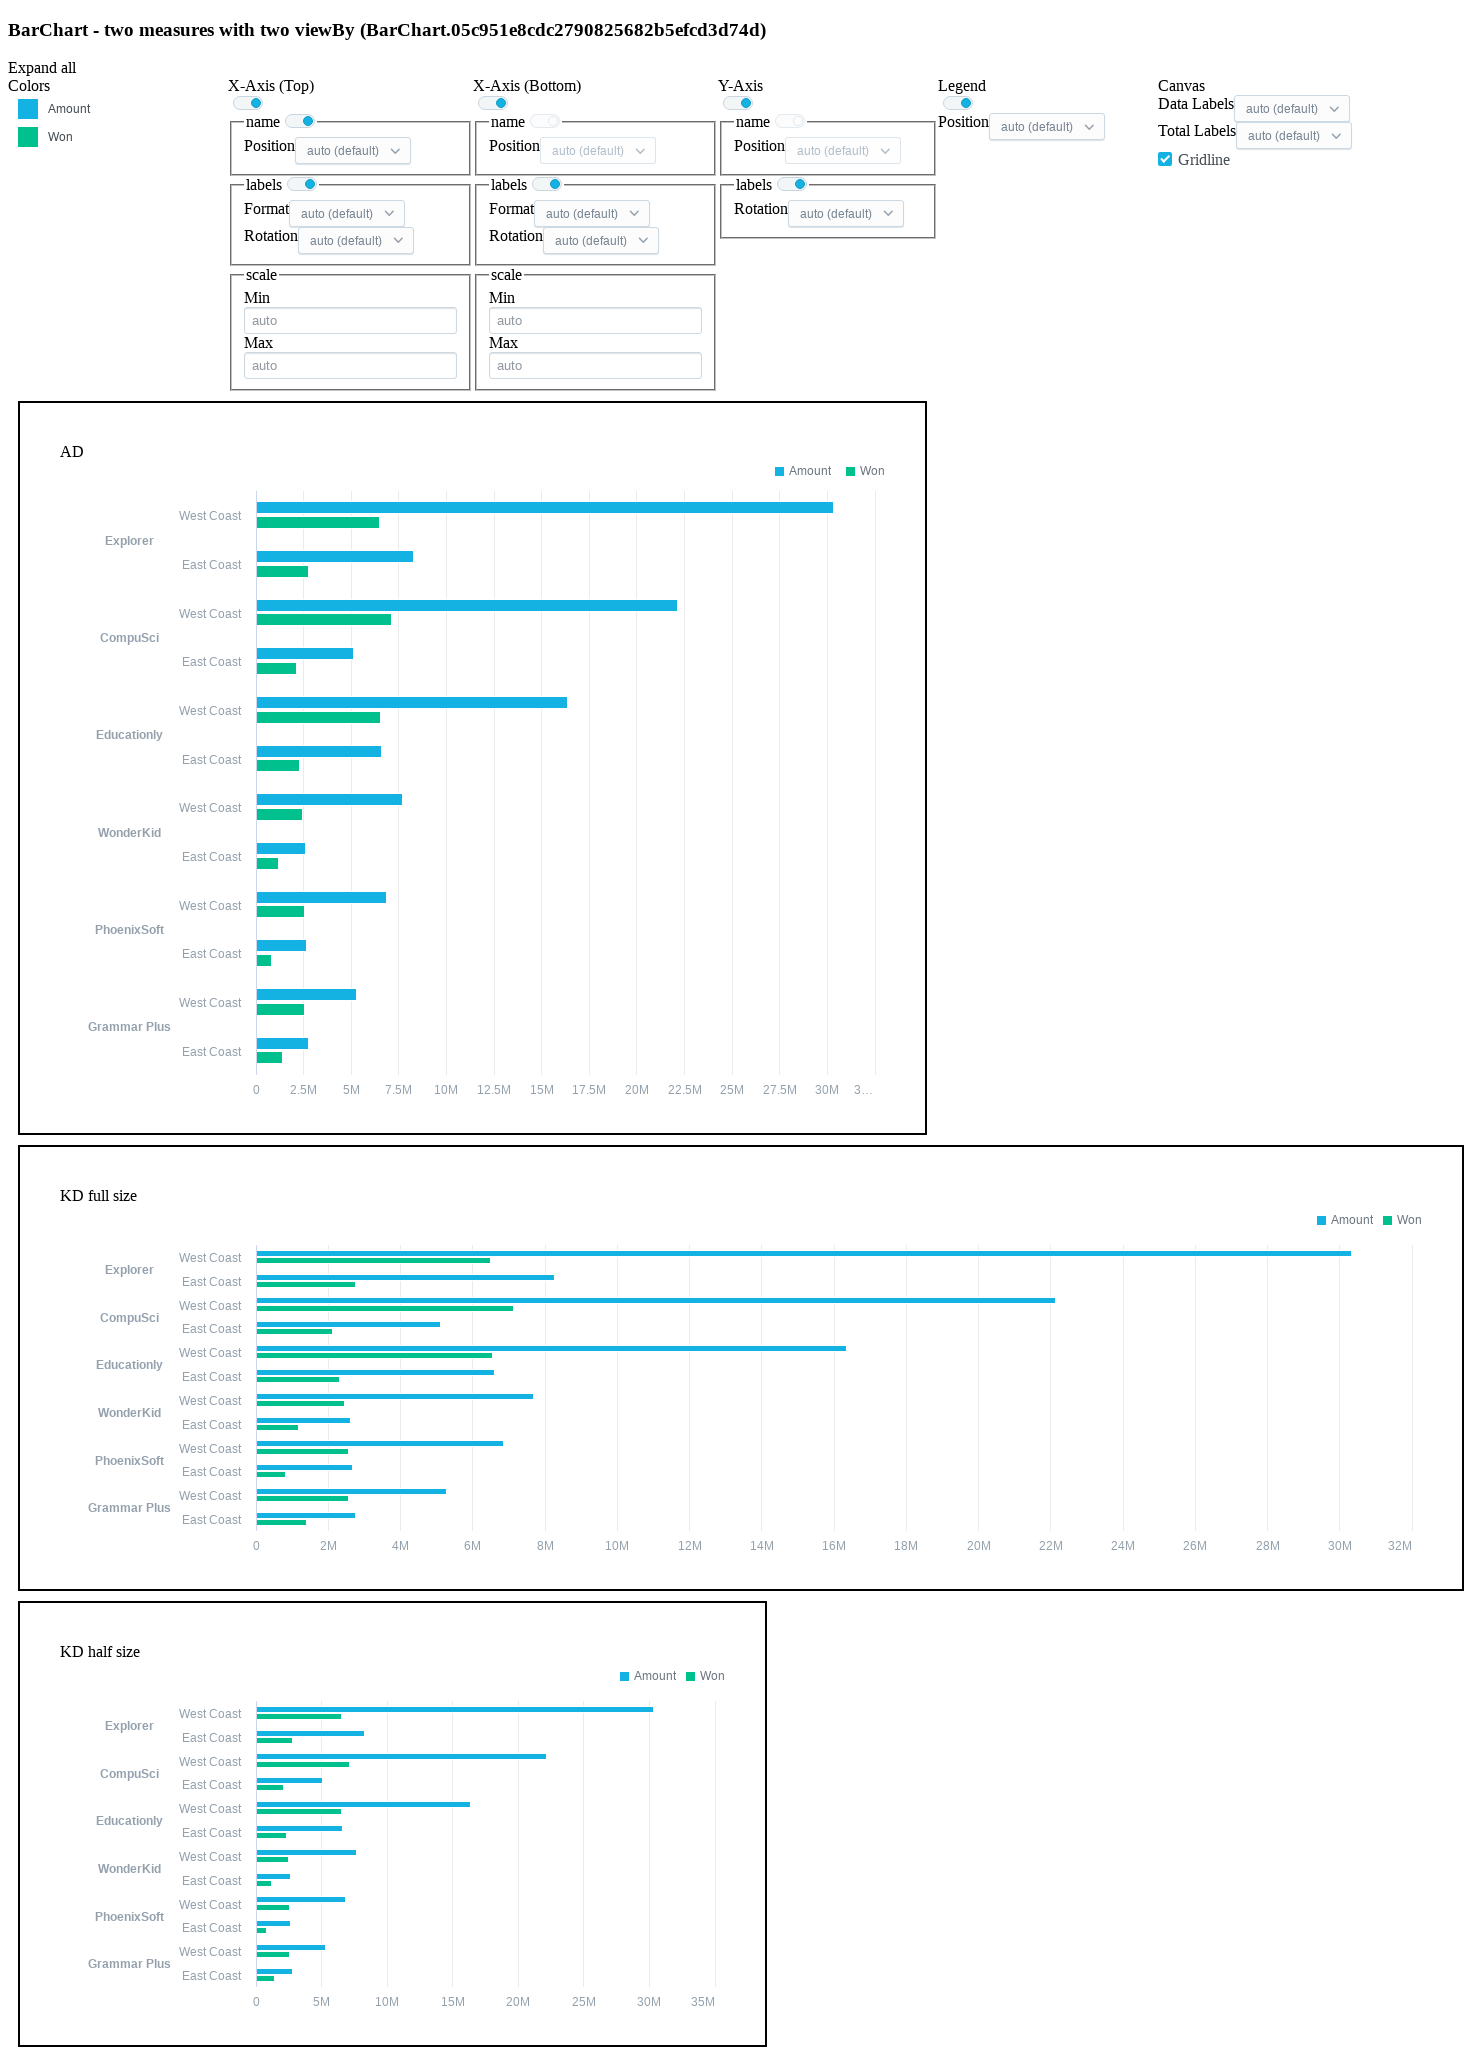 BarChart - two measures with two viewBy (BarChart.05c951e8cdc2790825682b5efcd3d74d)
Expand all
Colors
Amount
Won
X-Axis (Top)
name
Position auto (default)
labels
Format auto (default)
Rotation auto (default)
scale
Min
auto
Max
auto
X-Axis (Bottom)
name
Position auto (default)
labels
Format auto (default)
Rotation auto (default)
scale
Min
auto
Max
auto
Y-Axis
name
Position auto (default)
labels
Rotation auto (default)
Legend
Position auto (default)
Canvas
Data Labels auto (default)
Total Labels auto (default)
Gridline
AD
Amount Won
West Coast
Explorer
East Coast
West Coast
CompuSci
East Coast
West Coast
Educationly
East Coast
West Coast
WonderKid
East Coast
West Coast
PhoenixSoft
East Coast
West Coast
Grammar Plus
East Coast
0 2.5M 5M 7.5M 10M 12.5M 15M 17.5M 20M 22.5M 25M 27.5M 30M 3…
KD full size
Amount Won
West Coast
Explorer
East Coast
West Coast
CompuSci
East Coast
West Coast
Educationly
East Coast
West Coast
WonderKid
East Coast
West Coast
PhoenixSoft
East Coast
West Coast
Grammar Plus
East Coast
0 2M 4M 6M 8M 10M 12M 14M 16M 18M 20M 22M 24M 26M 28M 30M 32M
KD half size
Amount Won
West Coast
Explorer
East Coast
West Coast
CompuSci
East Coast
West Coast
Educationly
East Coast
West Coast
WonderKid
East Coast
West Coast
PhoenixSoft
East Coast
West Coast
Grammar Plus
East Coast
0 5M 10M 15M 20M 25M 30M 35M